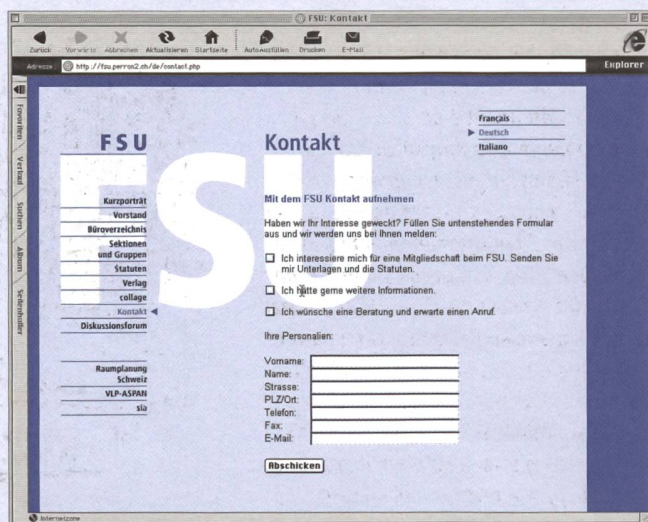 FSU: Kontakt
Zurück Vorwärts Abbrechen Aktualisieren Startseite AutoAusfüllen Drucken E-Mail
Adresse: http://fsu.perron2.ch/de/contact.php Explorer
Favoriten
Verlauf
Suchen
Album
Seitenhalter
FSU
FSU
Kurzporträt
Vorstand
Büroverzeichnis
Sektionen
und Gruppen
Statuten
Verlag
collage
Kontakt
Diskussionsforum
Raumplanung
Schweiz
VLP-ASPAN
sia
Kontakt
Français
Deutsch
Italiano
Mit dem FSU Kontakt aufnehmen
Haben wir Ihr Interesse geweckt? Füllen Sie untenstehendes Formular
aus und wir werden uns bei Ihnen melden:
Ich interessiere mich für eine Mitgliedschaft beim FSU. Senden Sie
mir Unterlagen und die Statuten.
Ich hätte gerne weitere Informationen.
Ich wünsche eine Beratung und erwarte einen Anruf.
Ihre Personalien:
Vorname:
Name:
Strasse:
PLZ/Ort:
Telefon:
Fax:
E-Mail:
Abschicken
Internetzone